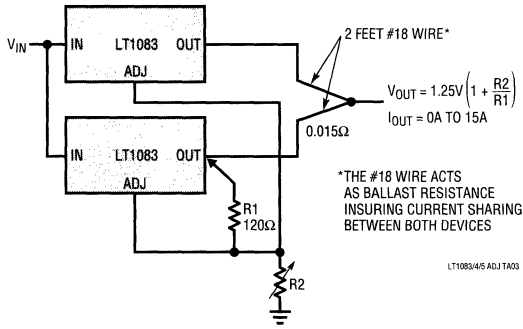 V_IN
IN LT1083 OUT
ADJ
2 FEET #18 WIRE*
V_OUT = 1.25V (1 + R2/R1)
I_OUT = 0A TO 15A
0.015Ω
IN LT1083 OUT
ADJ
R1
120Ω
R2
*THE #18 WIRE ACTS
AS BALLAST RESISTANCE
INSURING CURRENT SHARING
BETWEEN BOTH DEVICES
LT1083/4/5 ADJ TA03